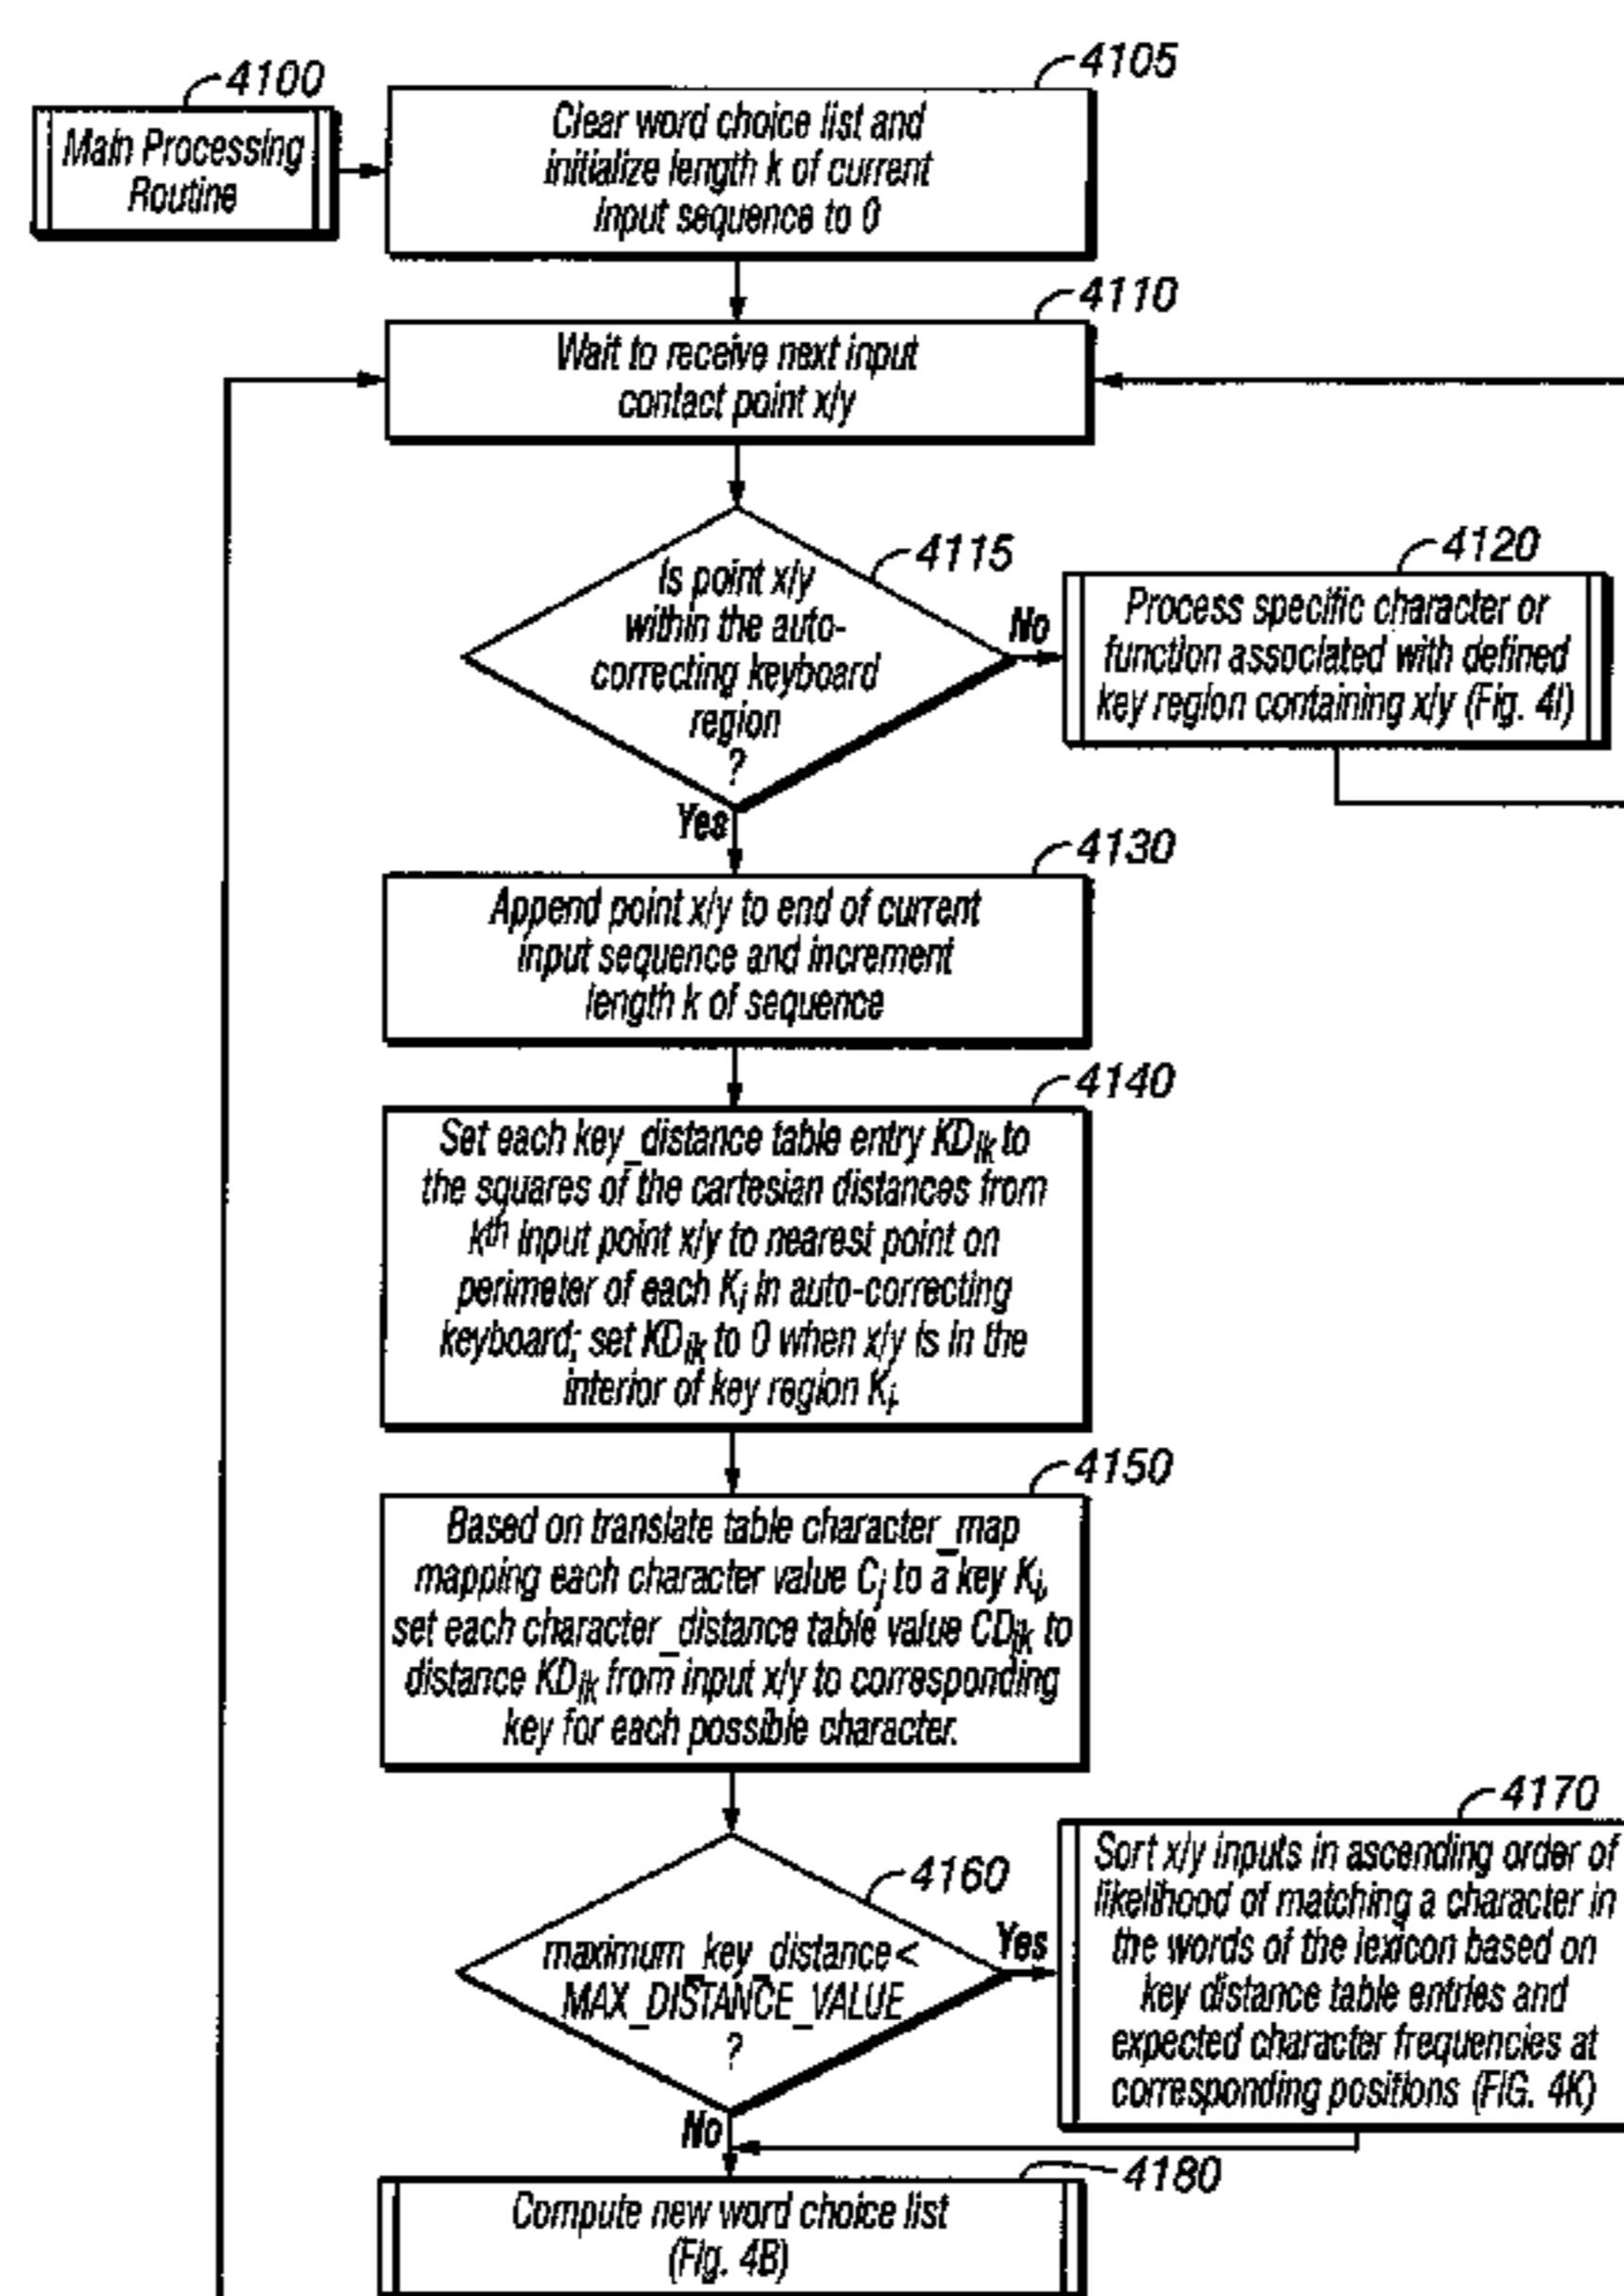 4100
Main Processing
Routine
4105
Clear word choice list and
initialize length k of current
input sequence to 0
4110
Wait to receive next input
contact point x/y
4115
Is point x/y
within the auto-
correcting keyboard
region
?
No
Yes
4120
Process specific character or
function associated with defined
key region containing x/y (Fig. 4I)
4130
Append point x/y to end of current
input sequence and increment
length k of sequence
4140
Set each key_distance table entry KDik to
the squares of the cartesian distances from
kth input point x/y to nearest point on
perimeter of each Ki in auto-correcting
keyboard; set KDik to 0 when x/y is in the
interior of key region Ki.
4150
Based on translate table character_map
mapping each character value Cj to a key Ki,
set each character_distance table value CDjk to
distance KDik from input x/y to corresponding
key for each possible character.
4160
maximum_key_distance<
MAX_DISTANCE_VALUE
?
Yes
No
4170
Sort x/y inputs in ascending order of
likelihood of matching a character in
the words of the lexicon based on
key distance table entries and
expected character frequencies at
corresponding positions (FIG. 4K)
4180
Compute new word choice list
(Fig. 4B)